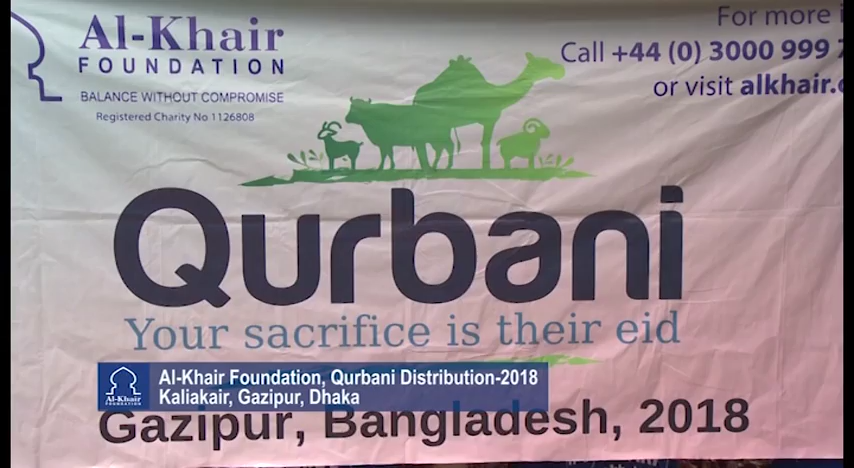 Al-Khair
FOUNDATION
BALANCE WITHOUT COMPROMISE
Registered Charity No 1126808
For more
Call +44 (0) 3000 999
or visit alkhair.
Qurbani
Your sacrifice is their eid
Al-Khair Foundation, Qurbani Distribution-2018
Kaliakair, Gazipur, Dhaka
Al-Khair
FOUNDATION
Gazipur, Bangladesh, 2018